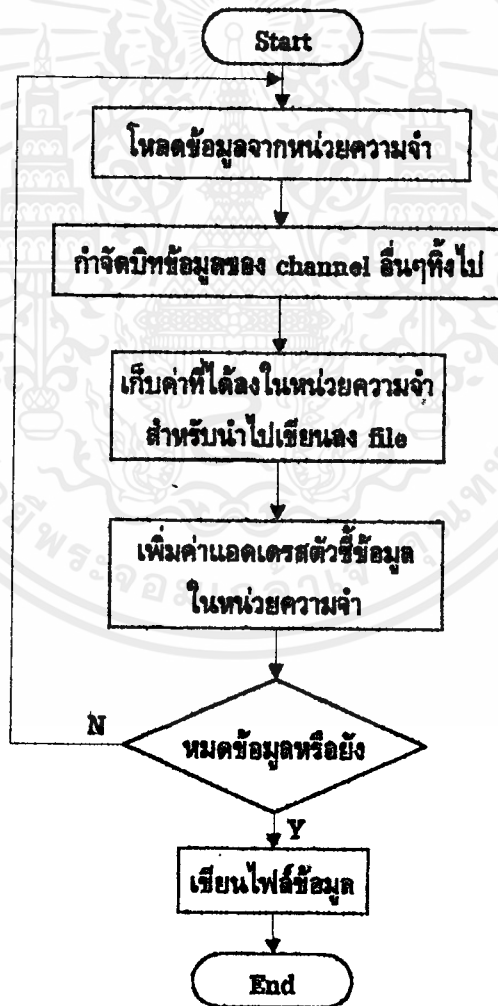 Start
โหลดข้อมูลจากหน่วยความจำ
กำจัดบิทข้อมูลของ channel อื่นๆทิ้งไป
เก็บค่าที่ได้ลงในหน่วยความจำ
สำหรับนำไปเขียนลง file
เพิ่มค่าแอดเดรสตัวชี้ข้อมูล
ในหน่วยความจำ
N
หมดข้อมูลหรือยัง
Y
เขียนไฟล์ข้อมูล
End